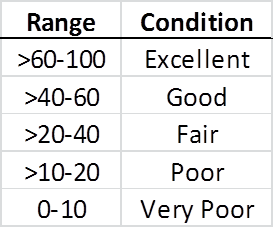 Range Condition
>60-100 Excellent
>40-60 Good
>20-40 Fair
>10-20 Poor
0-10 Very Poor